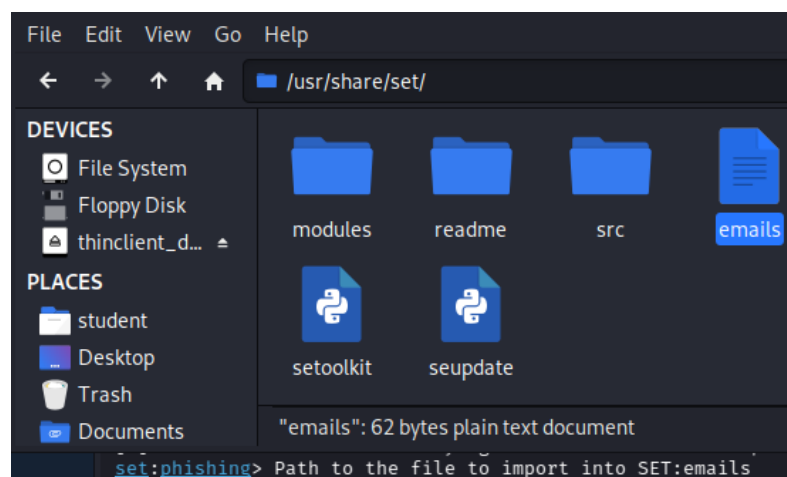 File Edit View Go Help
/usr/share/set/
DEVICES
File System
Floppy Disk
thinclient_d...
PLACES
student
Desktop
Trash
Documents
modules readme src emails
setoolkit seupdate
"emails": 62 bytes plain text document
set:phishing> Path to the file to import into SET:emails